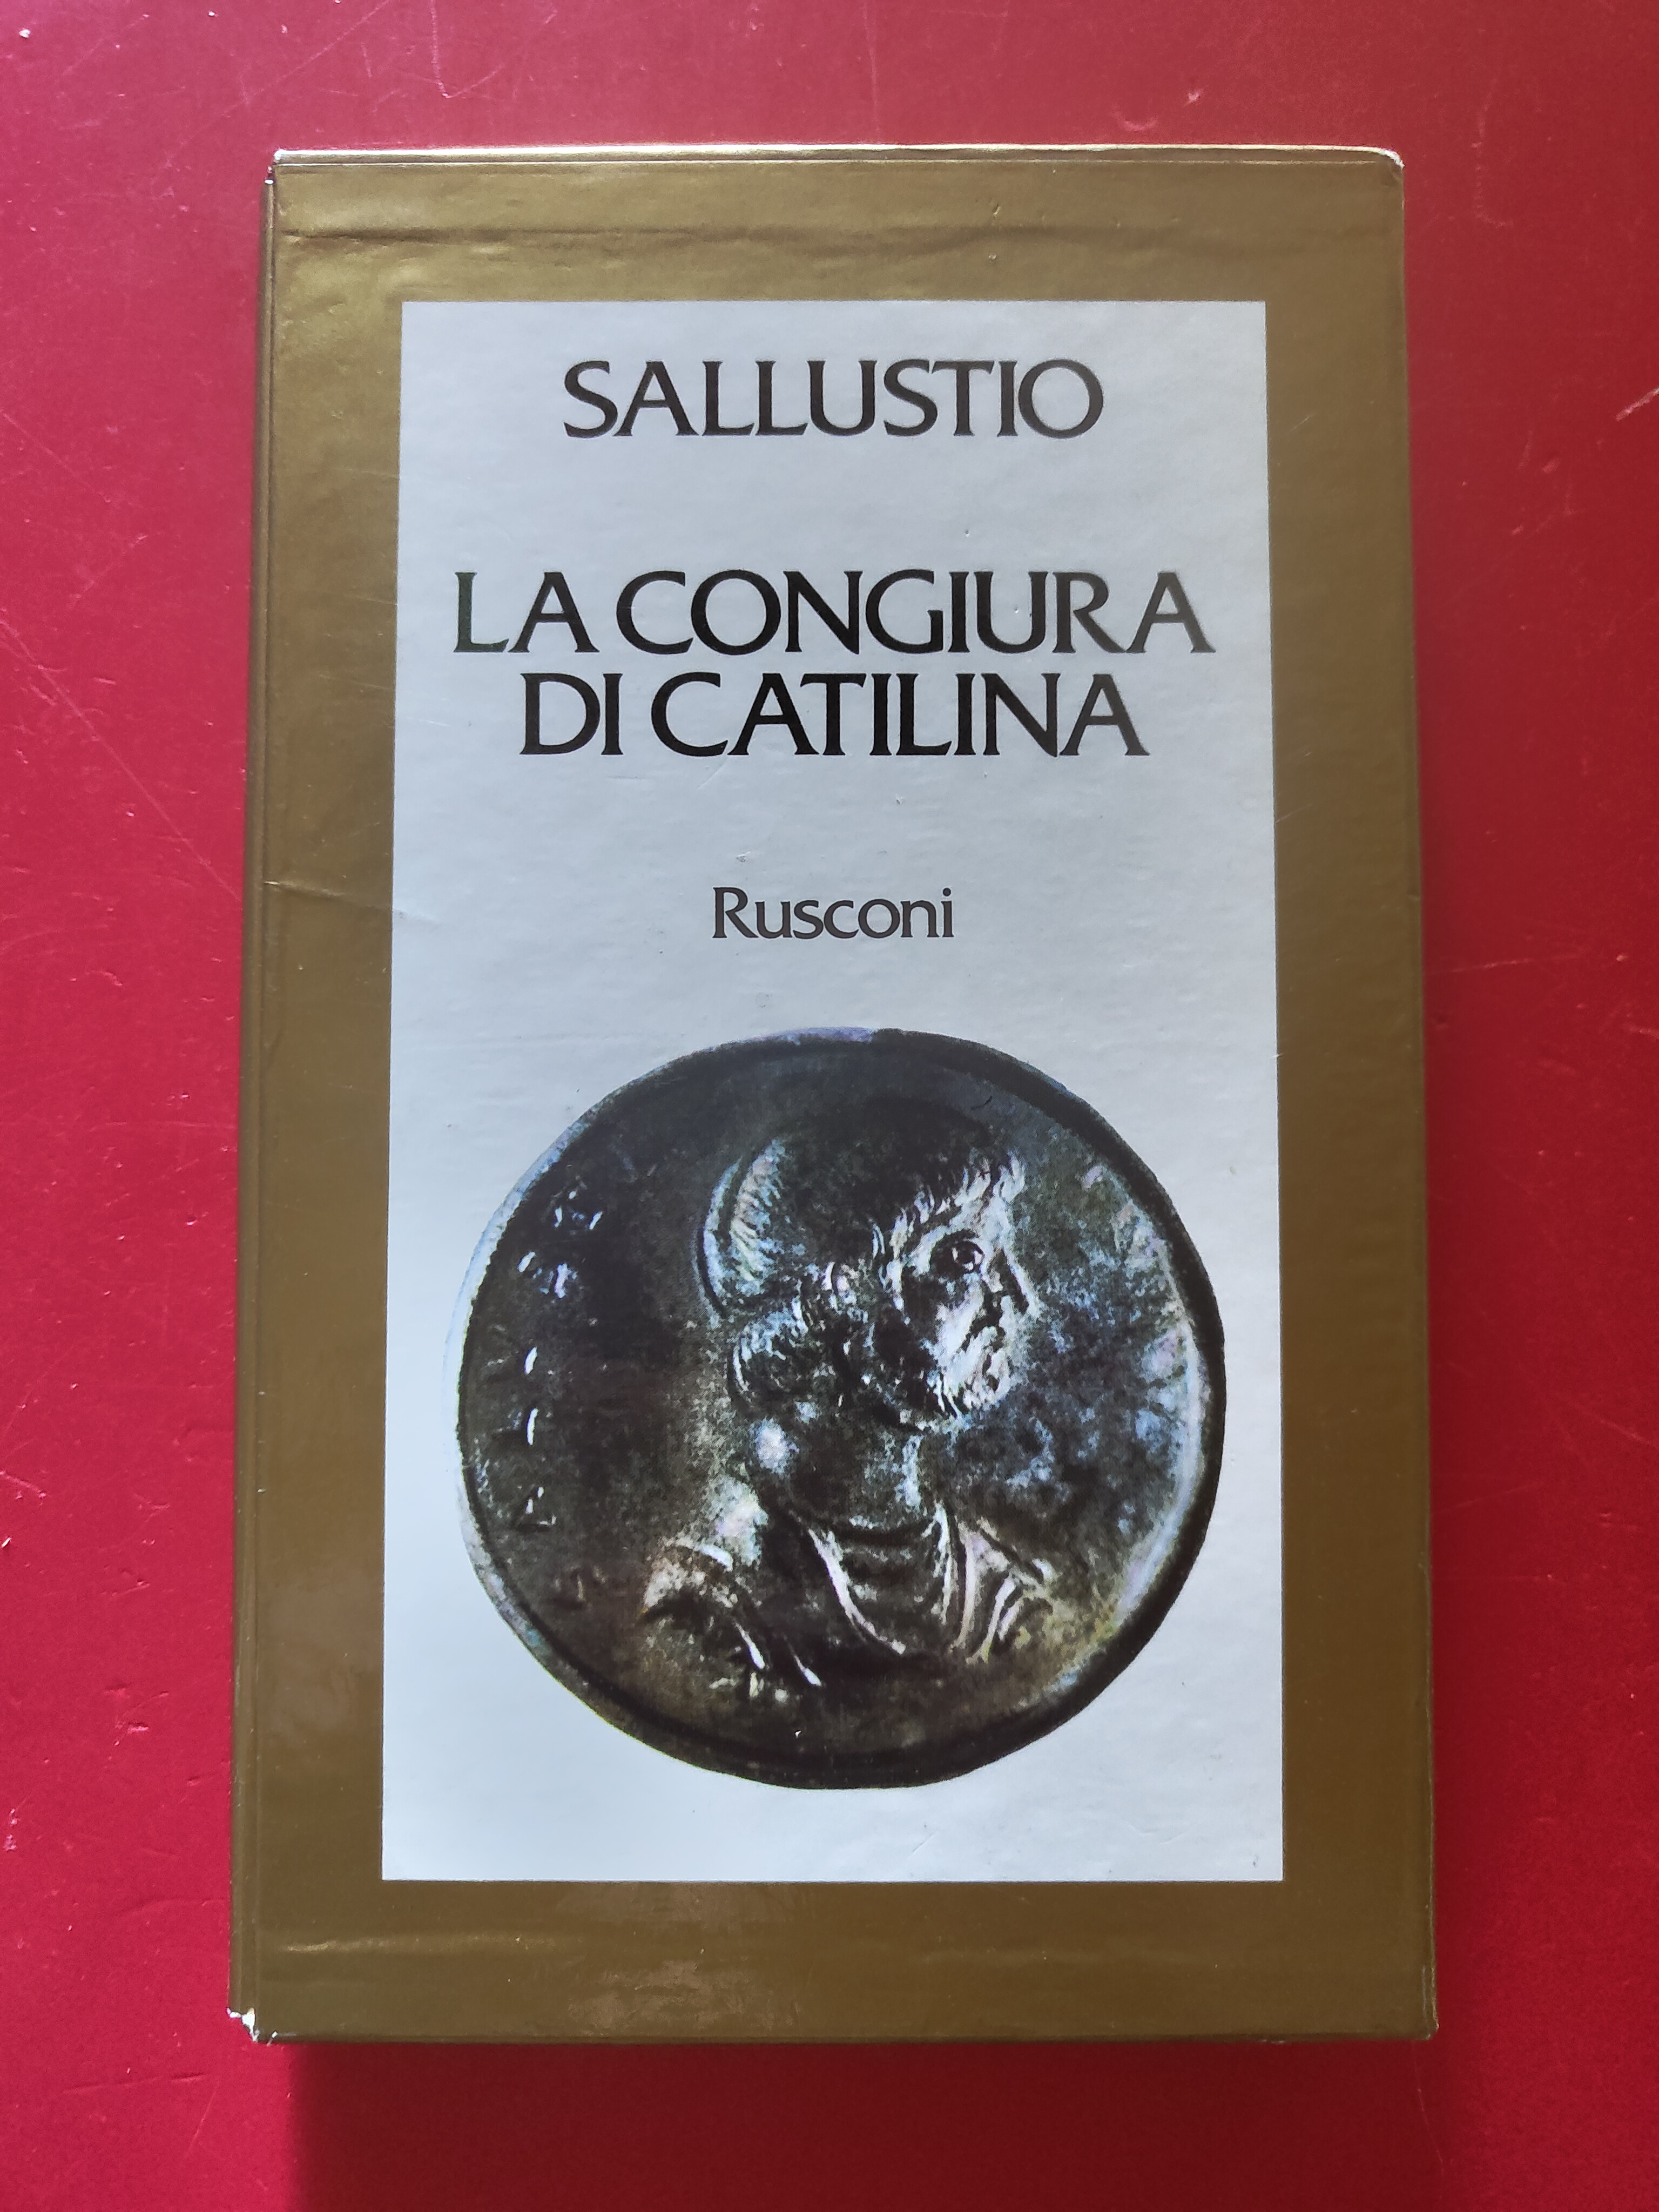 SALLUSTIO
LA CONGIURA
DI CATILINA
Rusconi